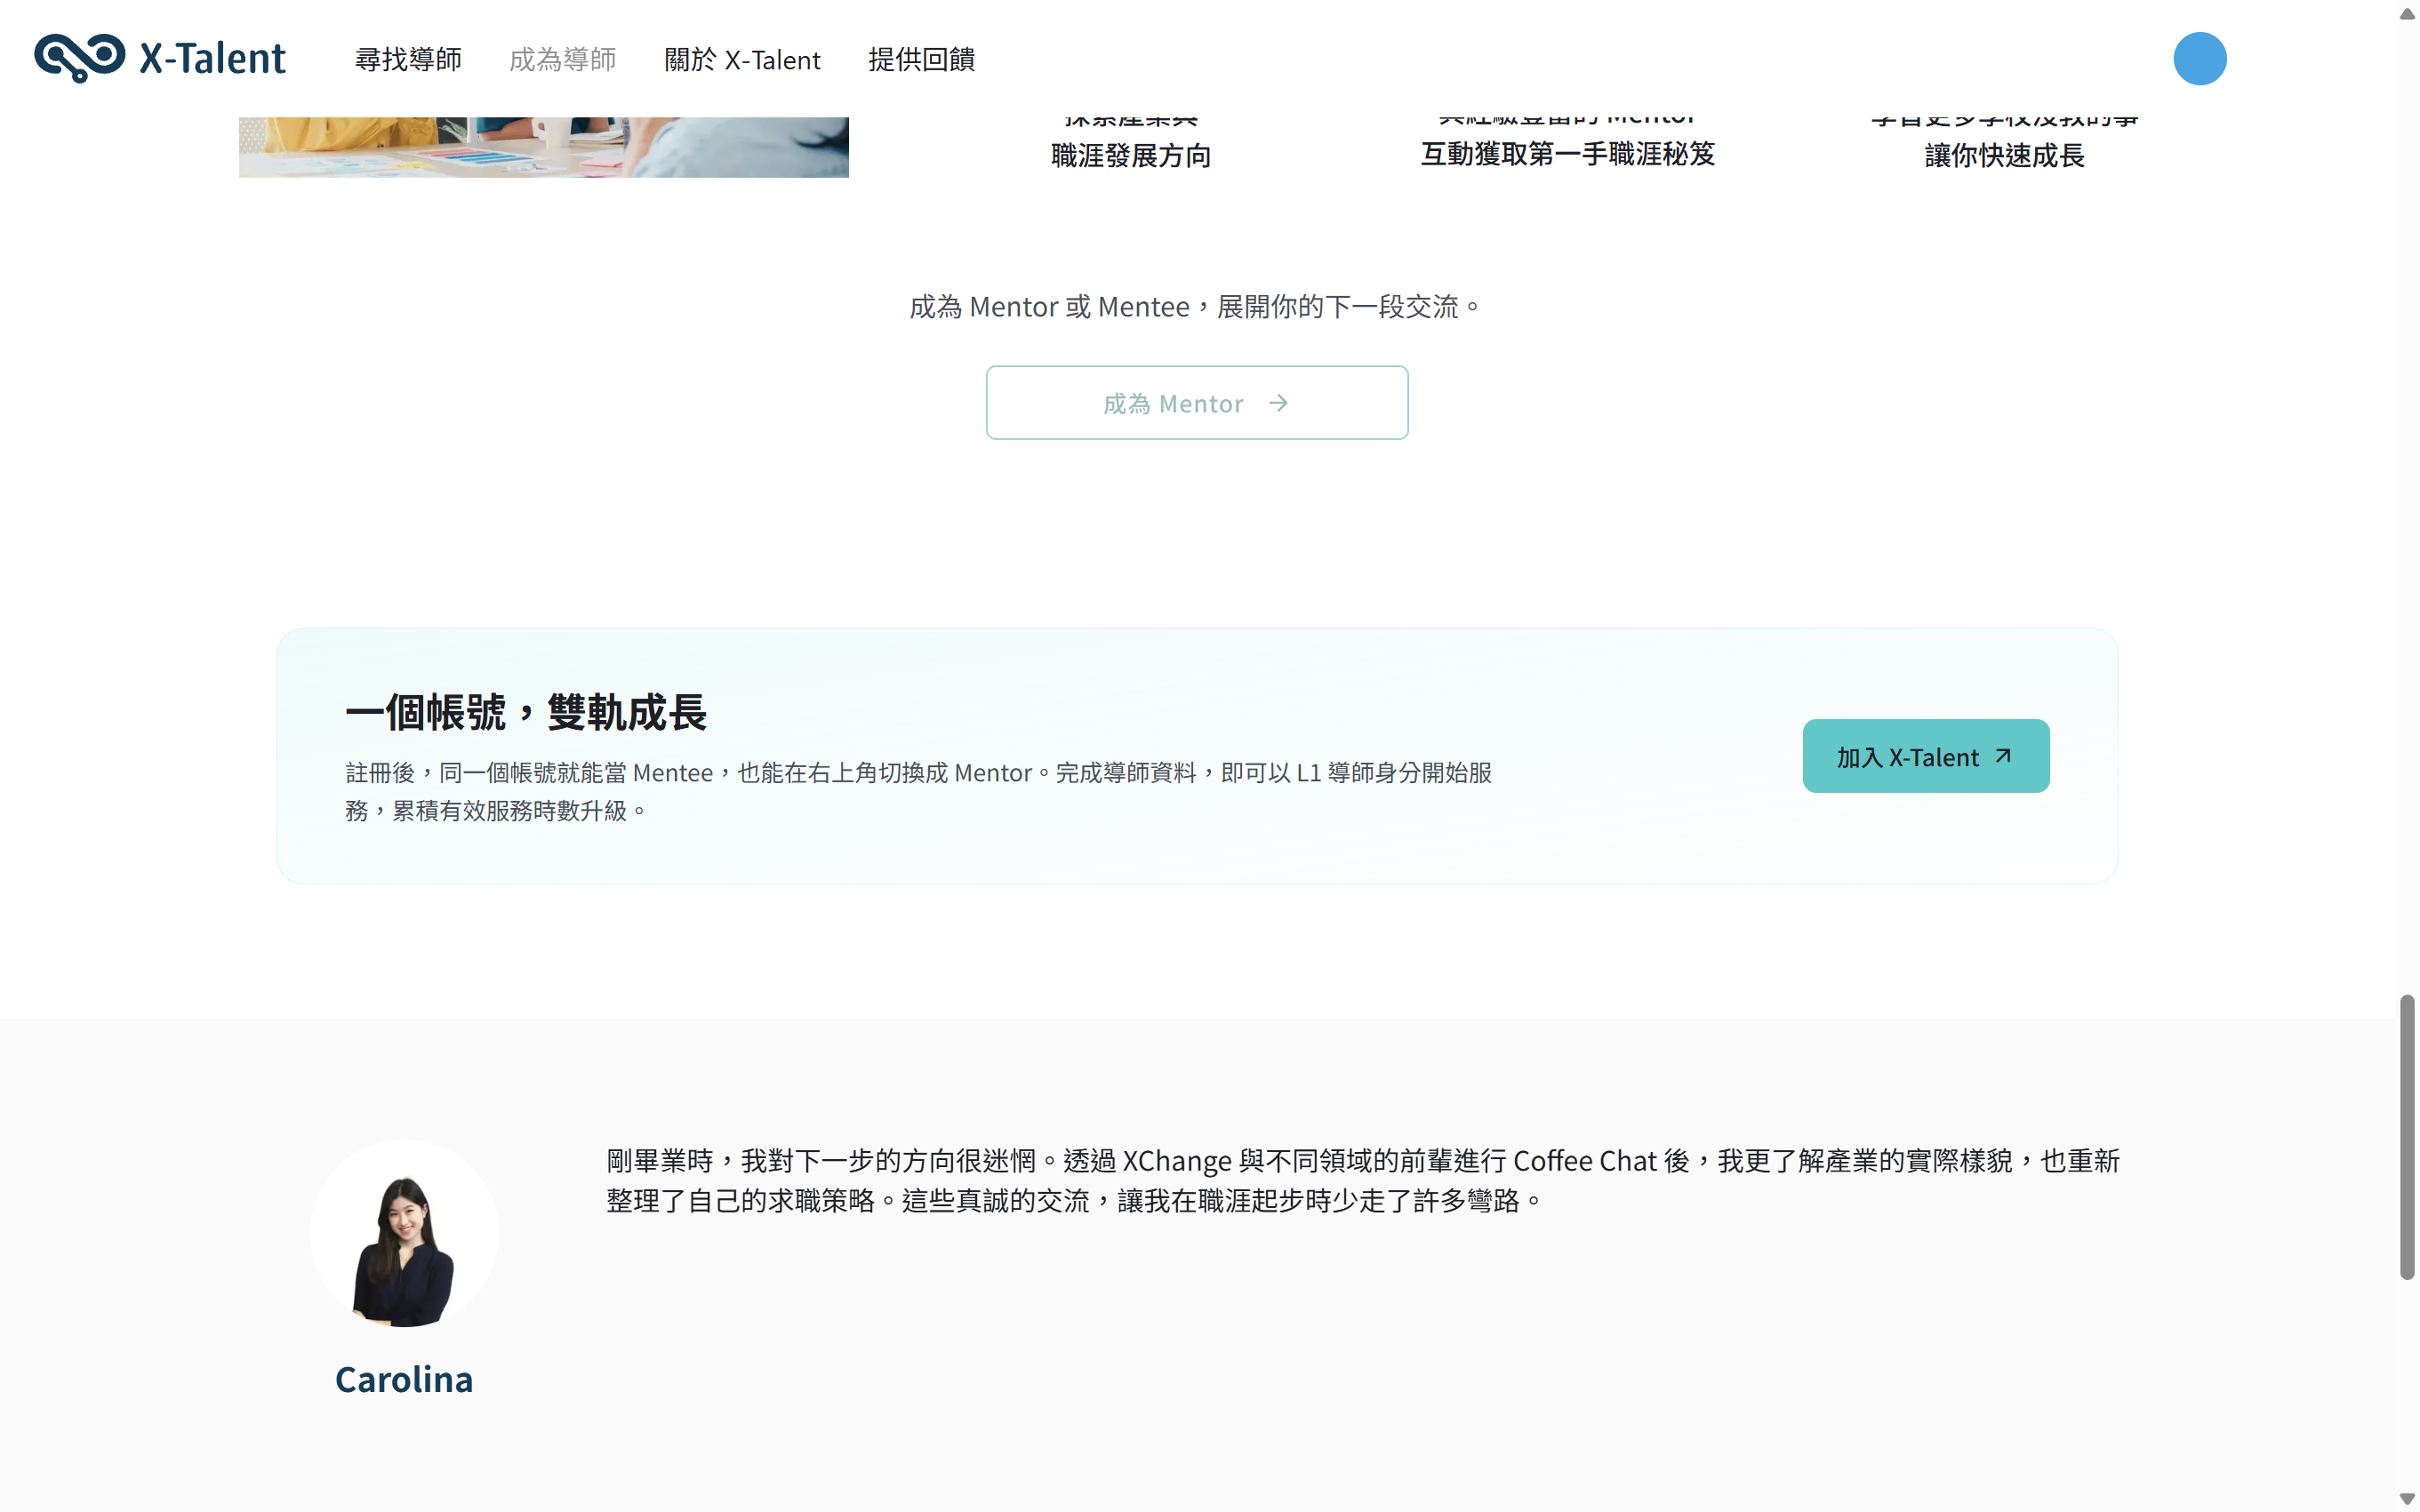 X-Talent
尋找導師
成為導師
關於 X-Talent
提供回饋
職涯發展方向
互動獲取第一手職涯秘笈
讓你快速成長
成為 Mentor 或 Mentee，展開你的下一段交流。
成為 Mentor →
一個帳號，雙軌成長
註冊後，同一個帳號就能當 Mentee，也能在右上角切換成 Mentor。完成導師資料，即可以 L1 導師身分開始服
務，累積有效服務時數升級。
加入 X-Talent
剛畢業時，我對下一步的方向很迷惘。透過 XChange 與不同領域的前輩進行 Coffee Chat 後，我更了解產業的實際樣貌，也重新
整理了自己的求職策略。這些真誠的交流，讓我在職涯起步時少走了許多彎路。
Carolina